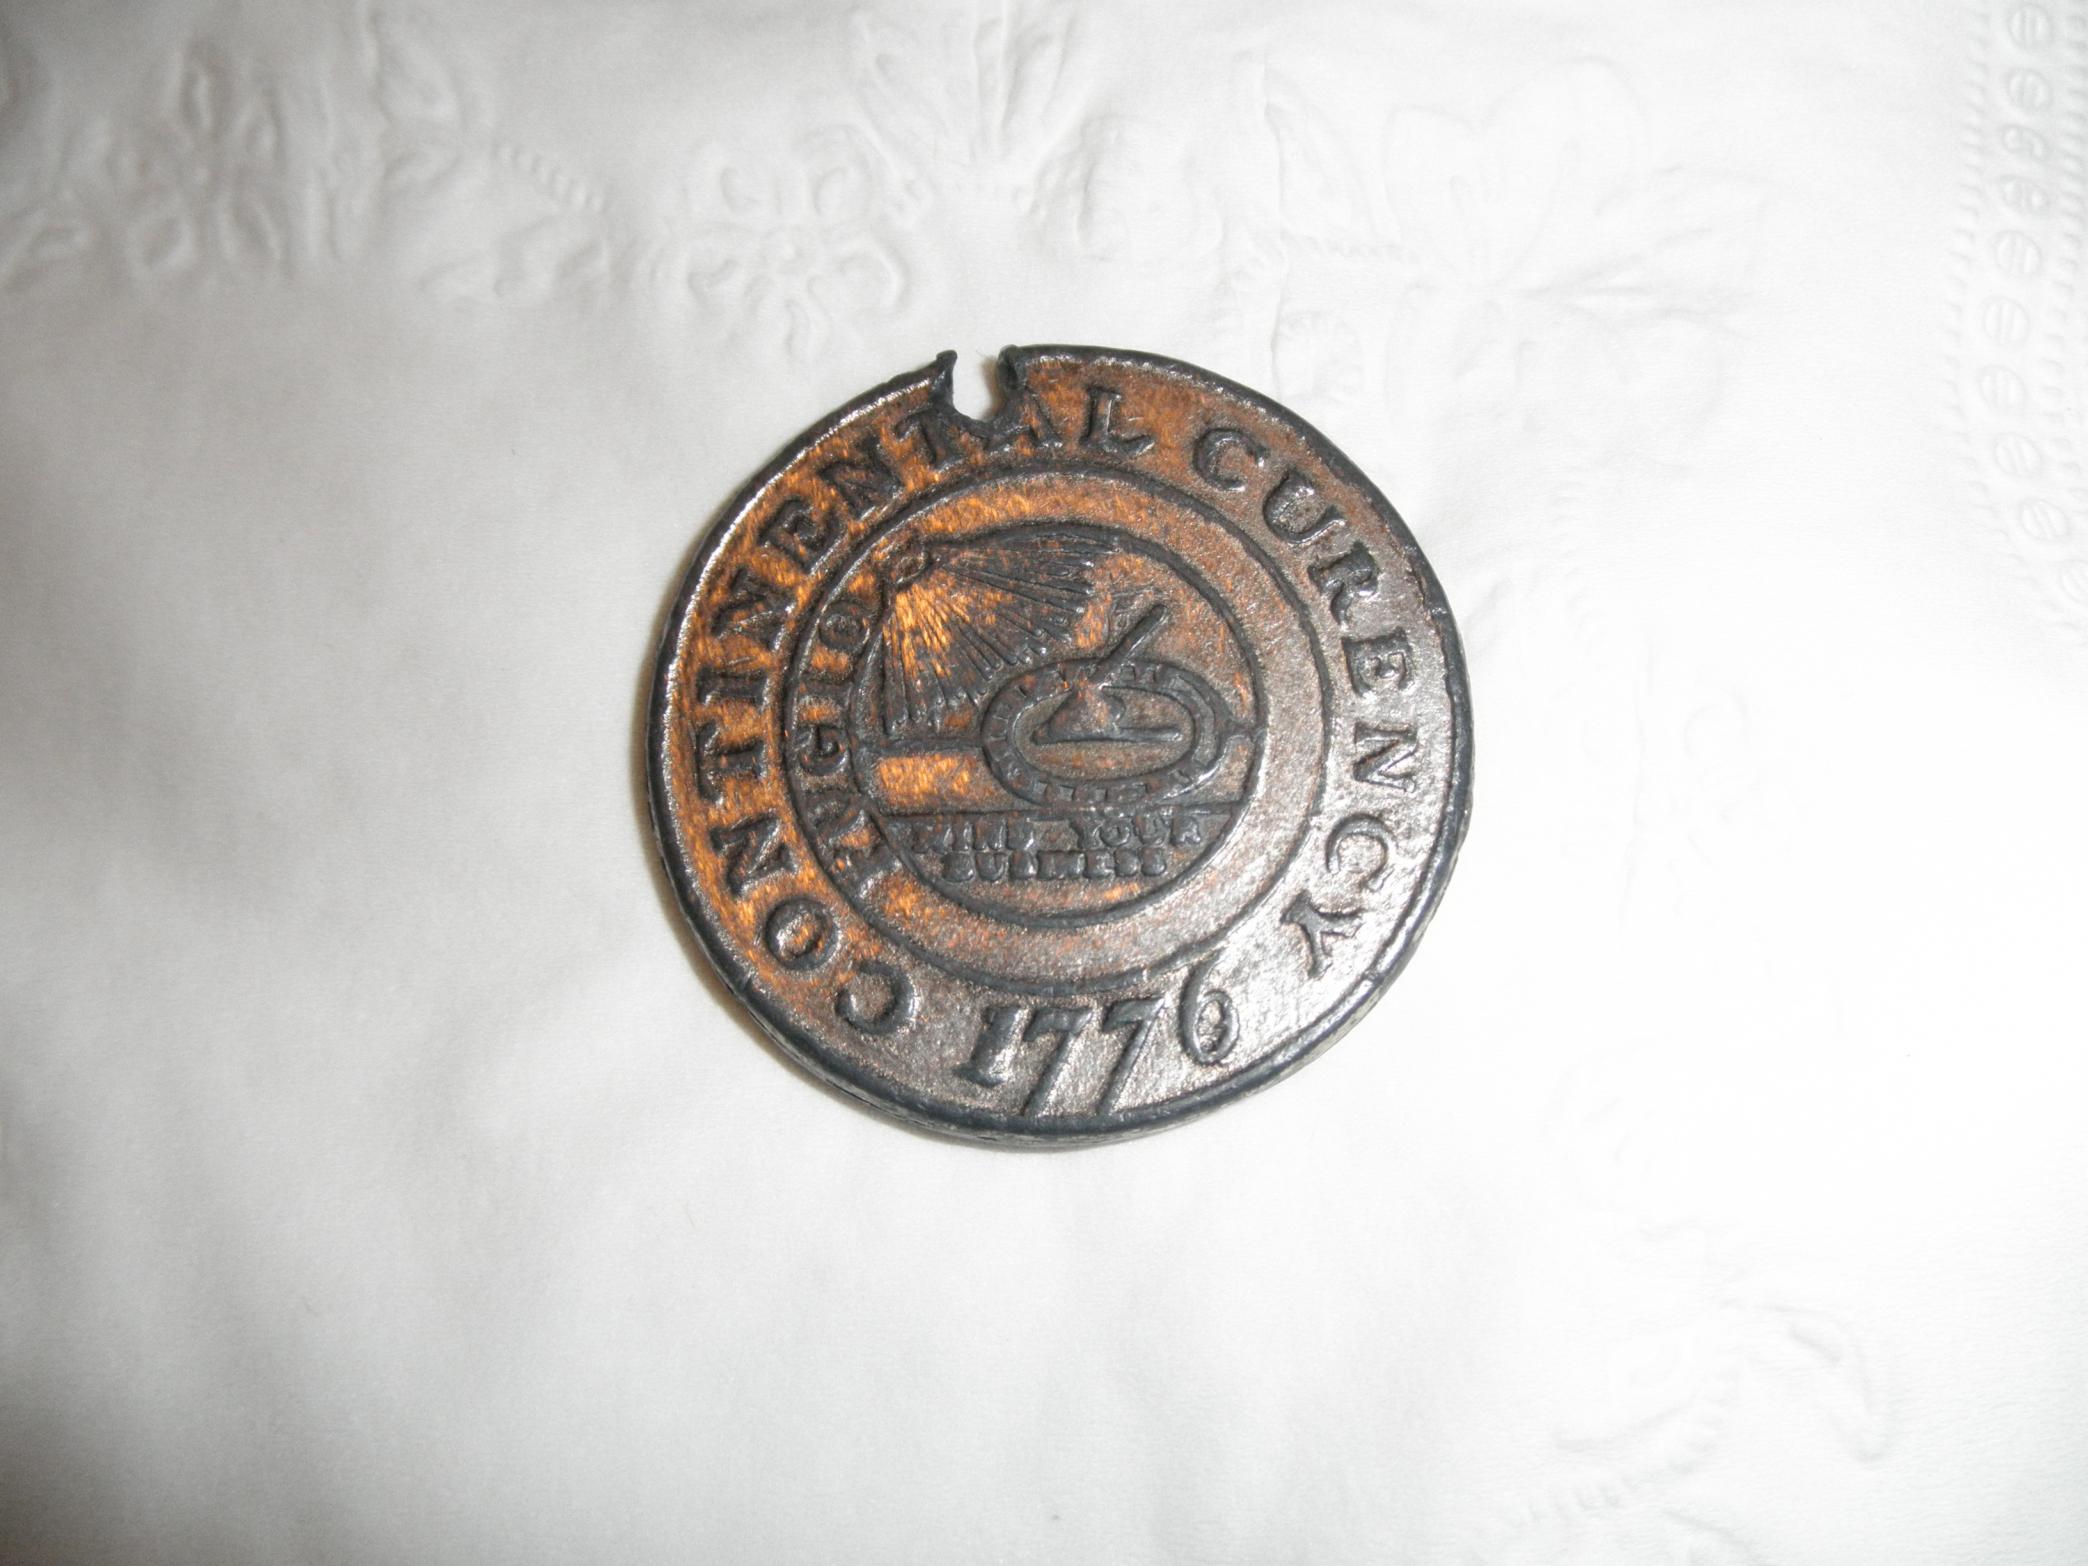 CONTINENTAL CURENCY
1776
FUGIO
MIND YOUR
BUSINESS